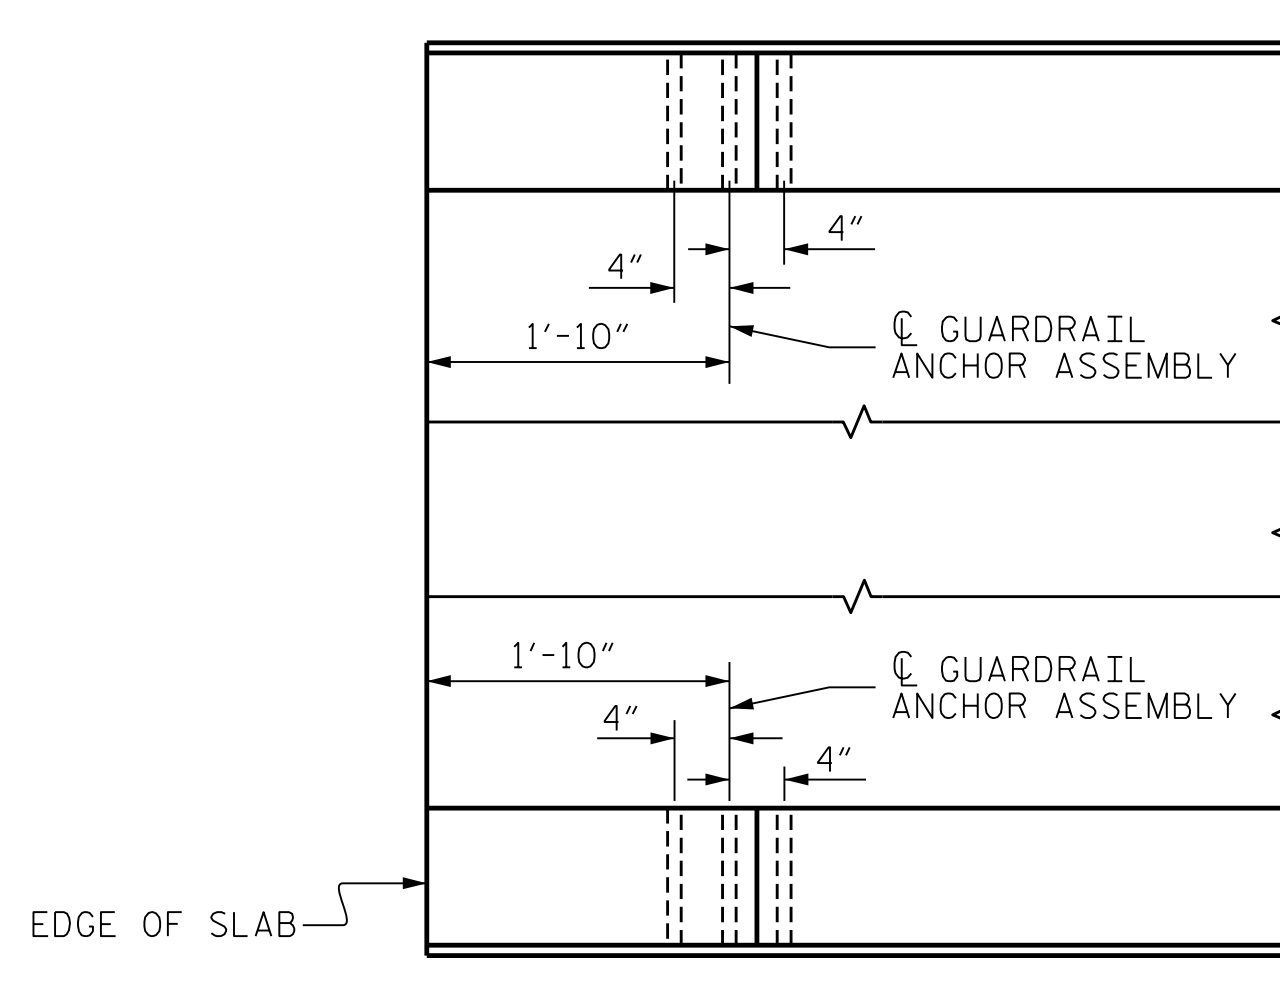 4"
4"
1'-10"
℄ GUARDRAIL
ANCHOR ASSEMBLY
1'-10"
℄ GUARDRAIL
ANCHOR ASSEMBLY
4"
4"
EDGE OF SLAB